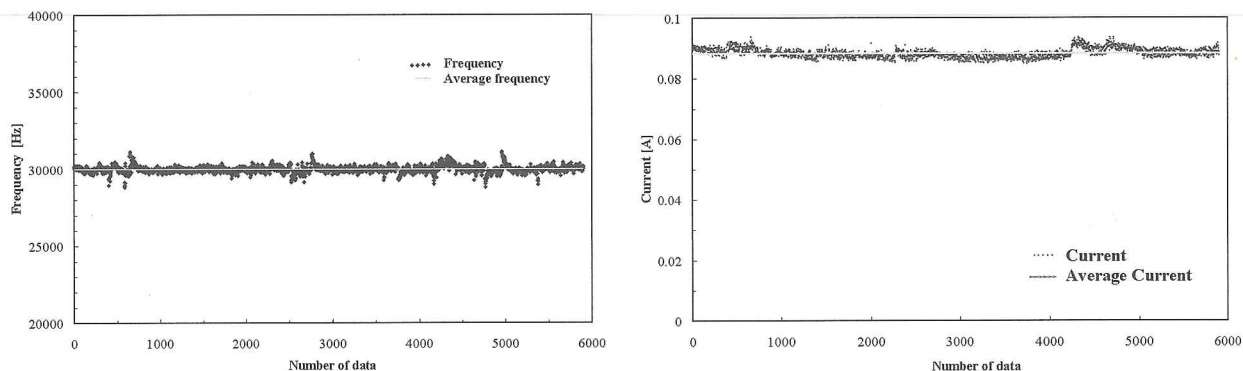 40000
35000
30000
25000
20000
Frequency [Hz]
Frequency
Average frequency
0 1000 2000 3000 4000 5000 6000
Number of data
0.1
0.08
0.06
0.04
0.02
0
Current [A]
Current
Average Current
0 1000 2000 3000 4000 5000 6000
Number of data